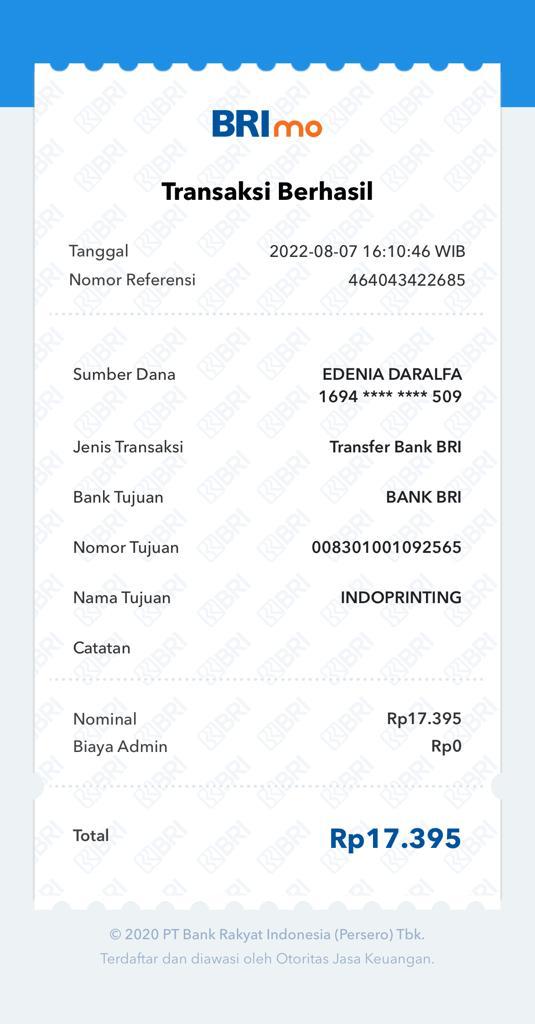 BRImo
Transaksi Berhasil
Tanggal 2022-08-07 16:10:46 WIB
Nomor Referensi 464043422685
Sumber Dana EDENIA DARALFA
1694 **** **** 509
Jenis Transaksi Transfer Bank BRI
Bank Tujuan BANK BRI
Nomor Tujuan 008301001092565
Nama Tujuan INDOPRINTING
Catatan
Nominal Rp17.395
Biaya Admin Rp0
Total Rp17.395
© 2020 PT Bank Rakyat Indonesia (Persero) Tbk.
Terdaftar dan diawasi oleh Otoritas Jasa Keuangan.